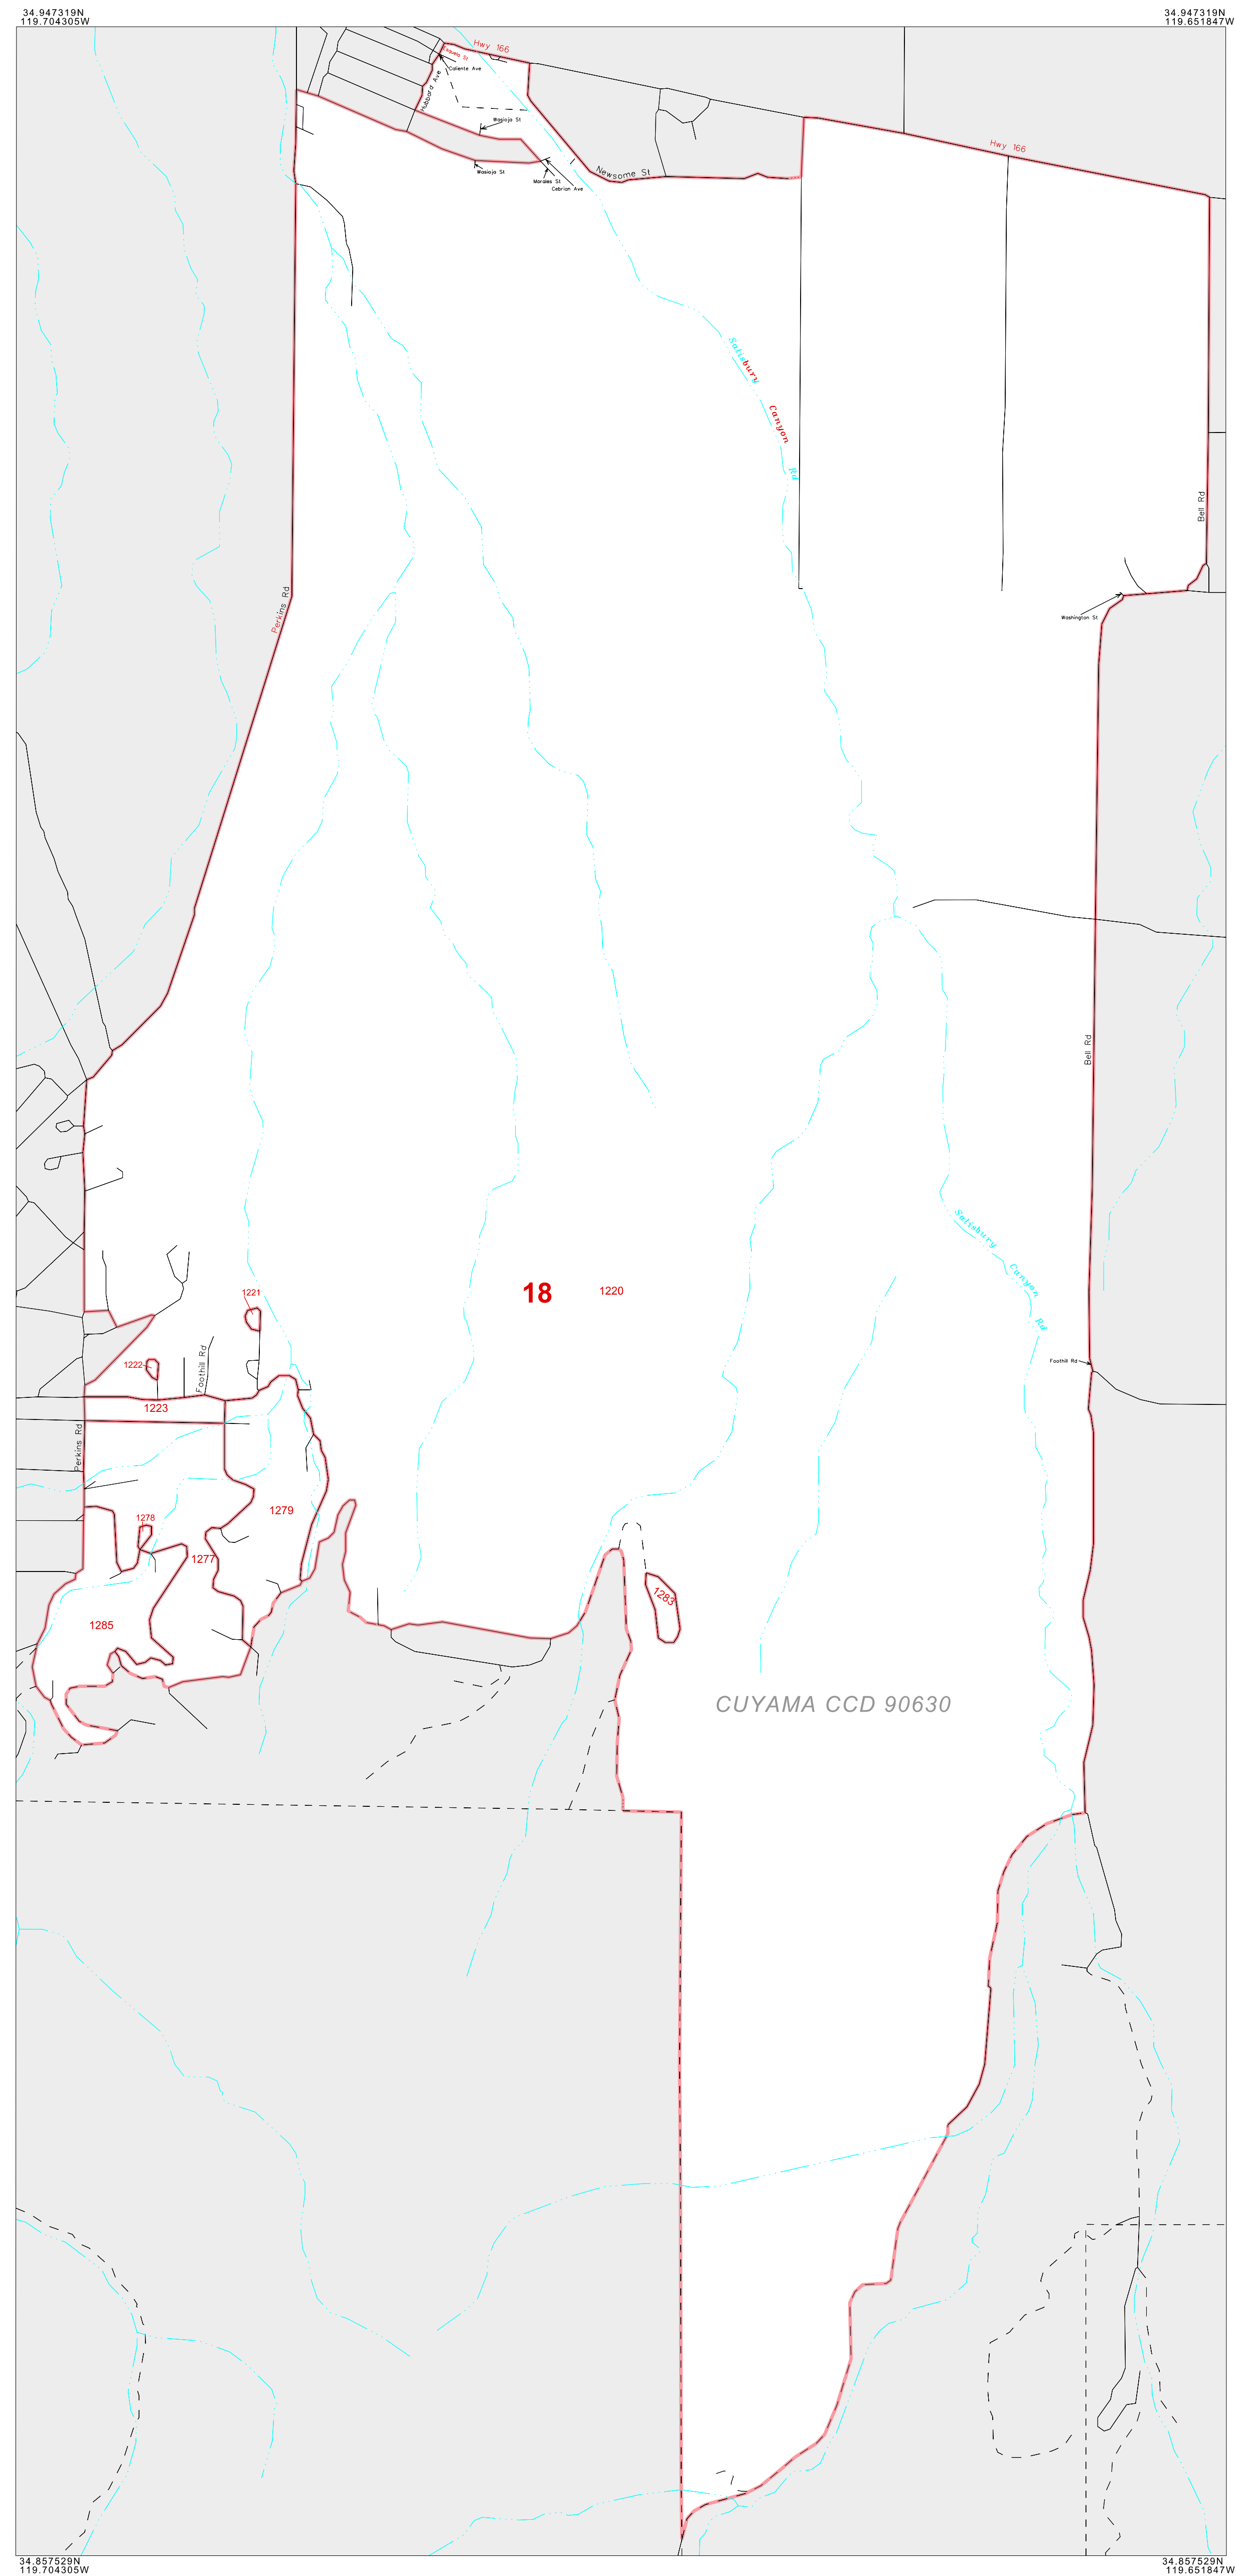 34.947319N
119.704305W
34.947319N
119.651847W
Hwy 166
Esquela St
Caliente Ave
Hubbard Ave
Wasioja St
Hwy 166
Wasioja St
Newsome St
Morales St
Cebrian Ave
Salisbury Canyon Rd
Bell Rd
Perkins Rd
Washington St
Bell Rd
Salisbury Canyon Rd
18
1220
1221
Foothill Rd
1222
Foothill Rd
1223
Perkins Rd
1279
1278
1277
1283
1285
CUYAMA CCD 90630
34.857529N
119.704305W
34.857529N
119.651847W